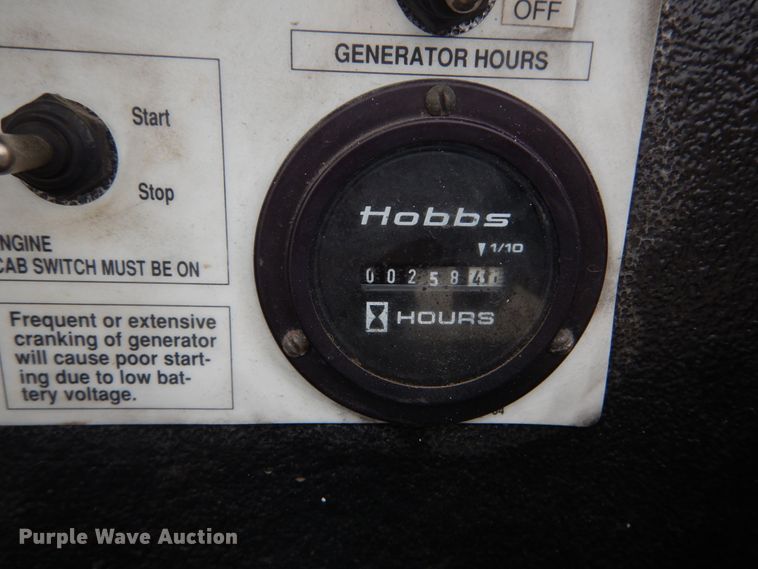 OFF
GENERATOR HOURS
Start
Stop
NGINE
CAB SWITCH MUST BE ON
Frequent or extensive
cranking of generator
will cause poor start-
ing due to low bat-
tery voltage.
Hobbs
1/10
002584
HOURS
Purple Wave Auction